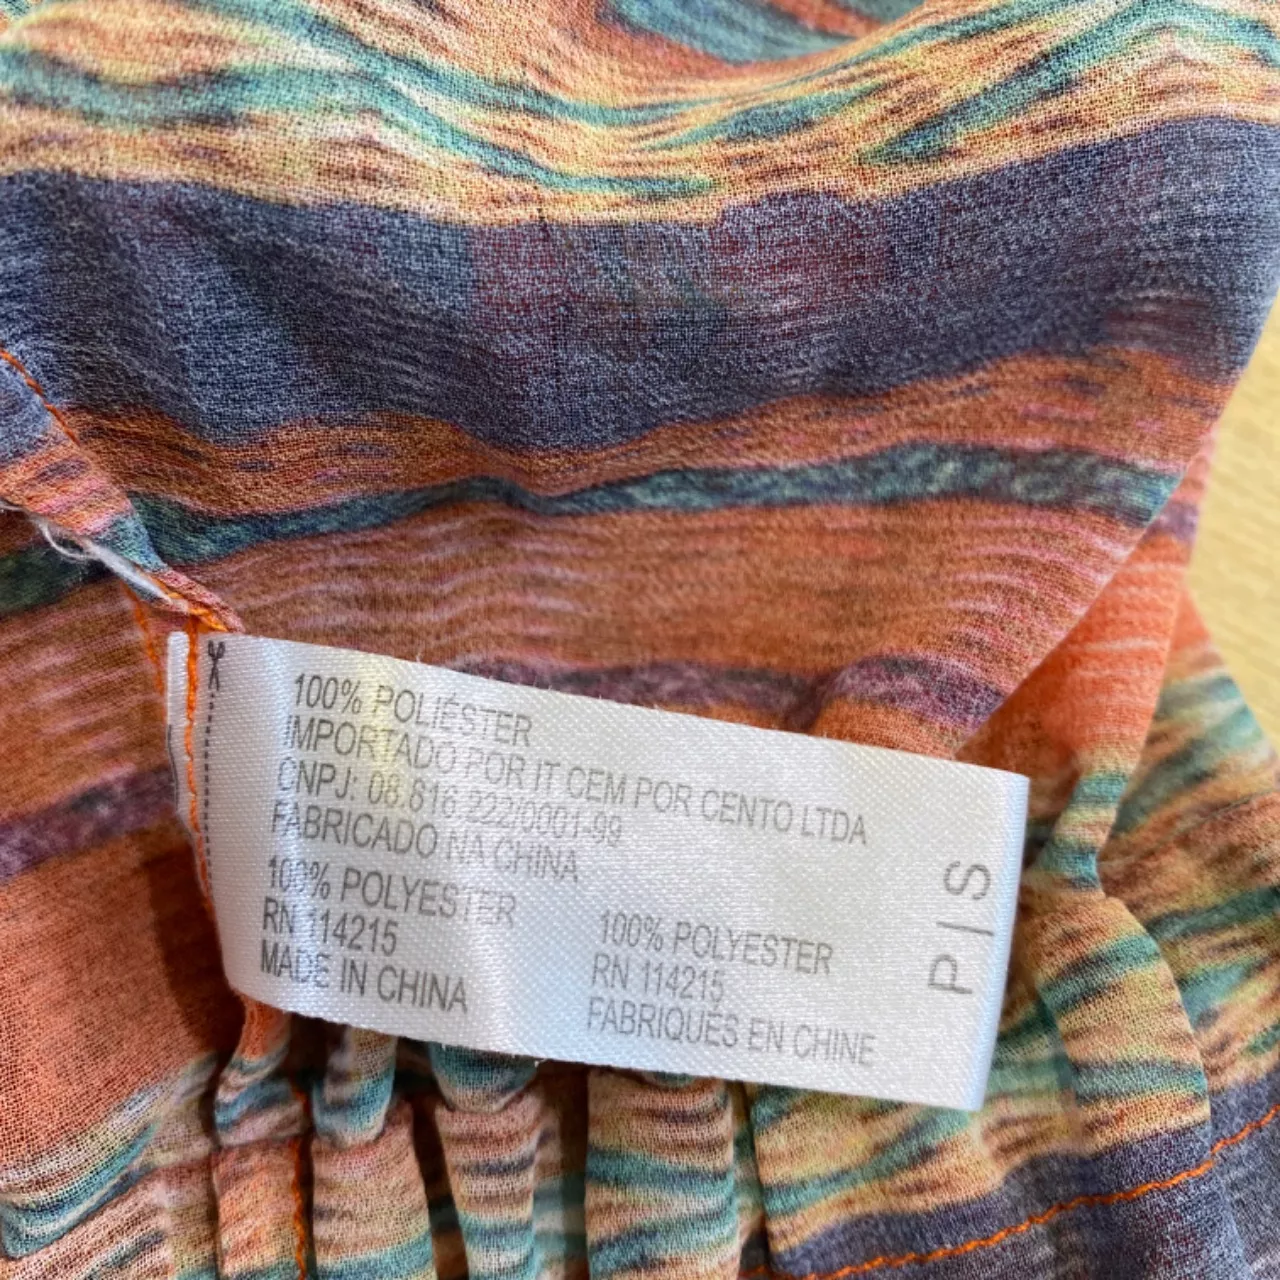 100% POLIÉSTER
IMPORTADO POR IT CEM POR CENTO LTDA
CNPJ: 08.816.222/0001-99
FABRICADO NA CHINA
100% POLYESTER
RN 114215
MADE IN CHINA
100% POLYESTER
RN 114215
FABRIQUÉS EN CHINE
P | S